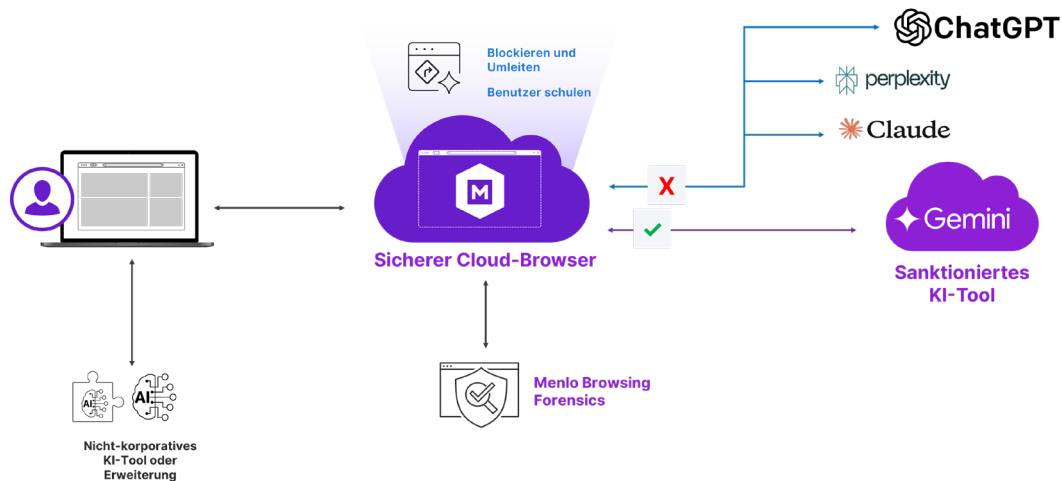 ChatGPT
Blockieren und
Umleiten
Benutzer schulen
perplexity
Claude
M
X
Gemini
Sicherer Cloud-Browser
Sanktioniertes
KI-Tool
Menlo Browsing
Forensics
AI
AI
Nicht-korporatives
KI-Tool oder
Erweiterung